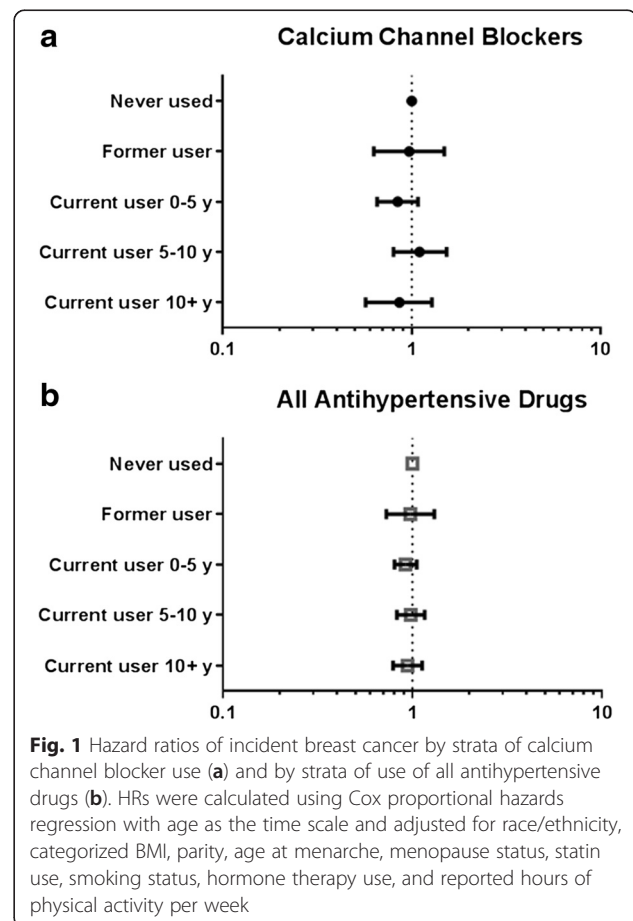 a Calcium Channel Blockers
Never used
Former user
Current user 0-5 y
Current user 5-10 y
Current user 10+ y
0.1 1 10
b All Antihypertensive Drugs
Never used
Former user
Current user 0-5 y
Current user 5-10 y
Current user 10+ y
0.1 1 10
Fig. 1 Hazard ratios of incident breast cancer by strata of calcium
channel blocker use (a) and by strata of use of all antihypertensive
drugs (b). HRs were calculated using Cox proportional hazards
regression with age as the time scale and adjusted for race/ethnicity,
categorized BMI, parity, age at menarche, menopause status, statin
use, smoking status, hormone therapy use, and reported hours of
physical activity per week